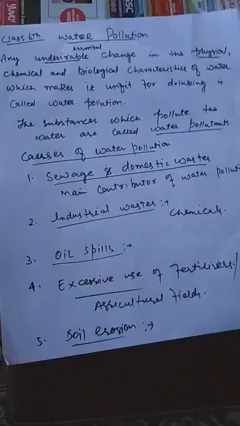 Class 6th Water Pollution
Any undesirable change in the physical,
chemical and biological characteristics of water
which makes it unfit for drinking is
called water pollution.
The substances which pollute the
water are called water pollutants
Causes of water pollution
1. Sewage & domestic wastes
main contributor of water pollut
2. Industrial wastes :→
Chemicals.
3. Oil spills :→
4. Excessive use of Fertilizers/
Agricultural fields.
5. Soil erosion :→